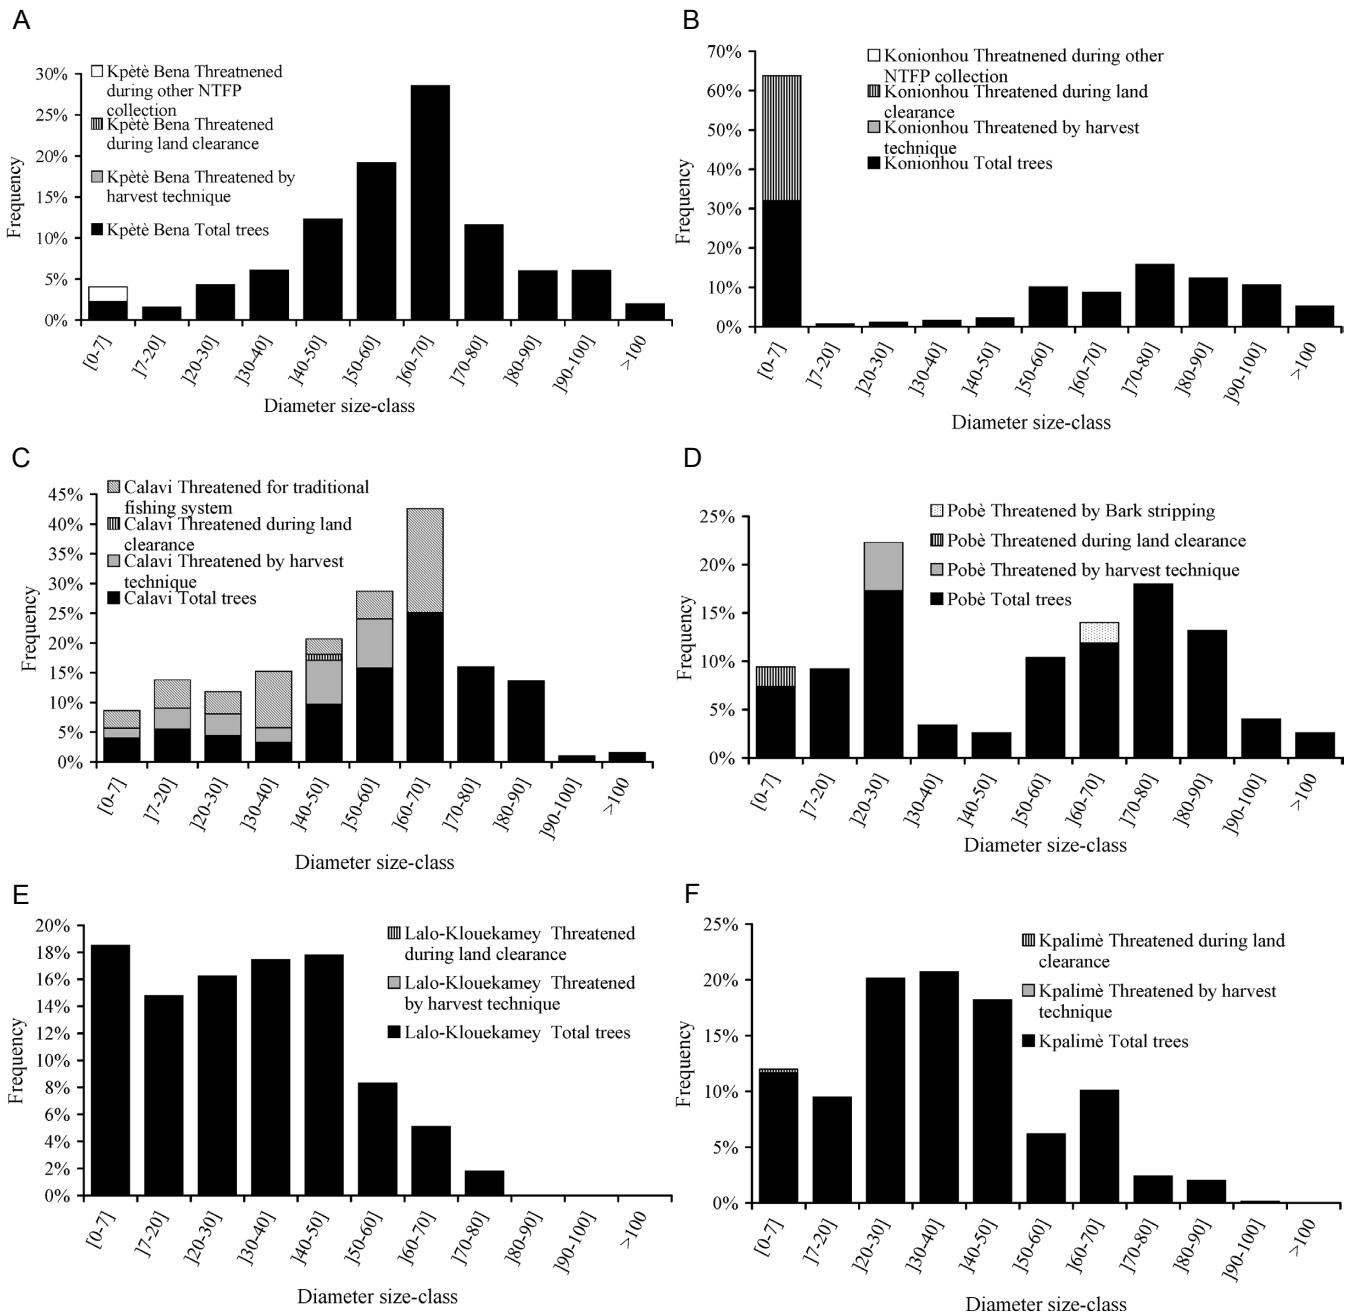 A
Kpètè Bena Threatnened
during other NTFP
collection
Kpètè Bena Threatened
during land clearance
Kpètè Bena Threatened by
harvest technique
Kpètè Bena Total trees
30%
25%
20%
15%
10%
5%
0%
Frequency
[0-7]
]7-20]
]20-30]
]30-40]
]40-50]
]50-60]
]60-70]
]70-80]
]80-90]
]90-100]
>100
Diameter size-class
B
Konionhou Threatnened during other
NTFP collection
Konionhou Threatened during land
clearance
Konionhou Threatened by harvest
technique
Konionhou Total trees
70%
60%
50%
40%
30%
20%
10%
0%
Frequency
[0-7]
]7-20]
]20-30]
]30-40]
]40-50]
]50-60]
]60-70]
]70-80]
]80-90]
]90-100]
>100
Diameter size-class
C
Calavi Threatened for traditional
fishing system
Calavi Threatened during land
clearance
Calavi Threatened by harvest
technique
Calavi Total trees
45%
40%
35%
30%
25%
20%
15%
10%
5%
0%
Frequency
[0-7]
]7-20]
]20-30]
]30-40]
]40-50]
]50-60]
]60-70]
]70-80]
]80-90]
]90-100]
>100
Diameter size-class
D
Pobè Threatened by Bark stripping
Pobè Threatened during land clearance
Pobè Threatened by harvest technique
Pobè Total trees
25%
20%
15%
10%
5%
0%
Frequency
[0-7]
]7-20]
]20-30]
]30-40]
]40-50]
]50-60]
]60-70]
]70-80]
]80-90]
]90-100]
>100
Diameter size-class
E
Lalo-Klouekamey Threatened
during land clearance
Lalo-Klouekamey Threatened
by harvest technique
Lalo-Klouekamey Total trees
20%
18%
16%
14%
12%
10%
8%
6%
4%
2%
0%
Frequency
[0-7]
]7-20]
]20-30]
]30-40]
]40-50]
]50-60]
]60-70]
]70-80]
]80-90]
]90-100]
>100
Diameter size-class
F
Kpalimè Threatened during land
clearance
Kpalimè Threatened by harvest
technique
Kpalimè Total trees
25%
20%
15%
10%
5%
0%
Frequency
[0-7]
]7-20]
]20-30]
]30-40]
]40-50]
]50-60]
]60-70]
]70-80]
]80-90]
]90-100]
>100
Diameter size-class